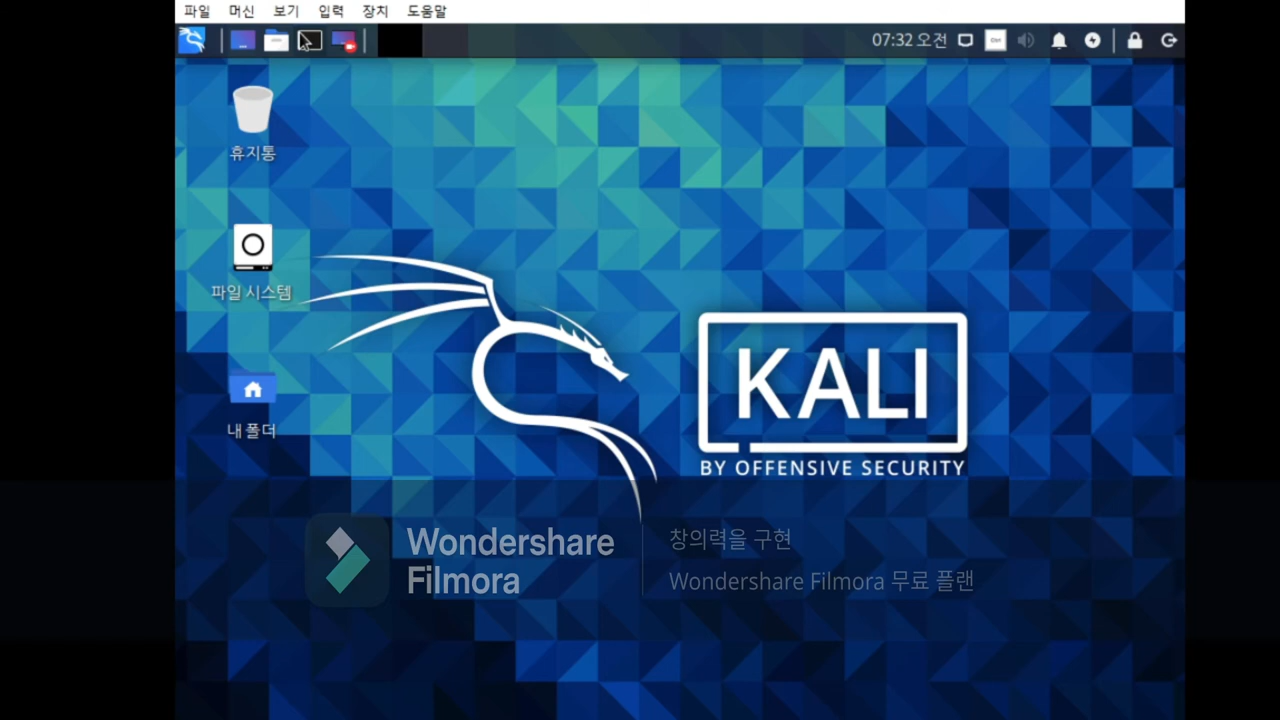 파일 머신 보기 입력 장치 도움말
07:32 오전
휴지통
파일 시스템
내 폴더
KALI
BY OFFENSIVE SECURITY
Wondershare
Filmora
창의력을 구현
Wondershare Filmora 무료 플랜